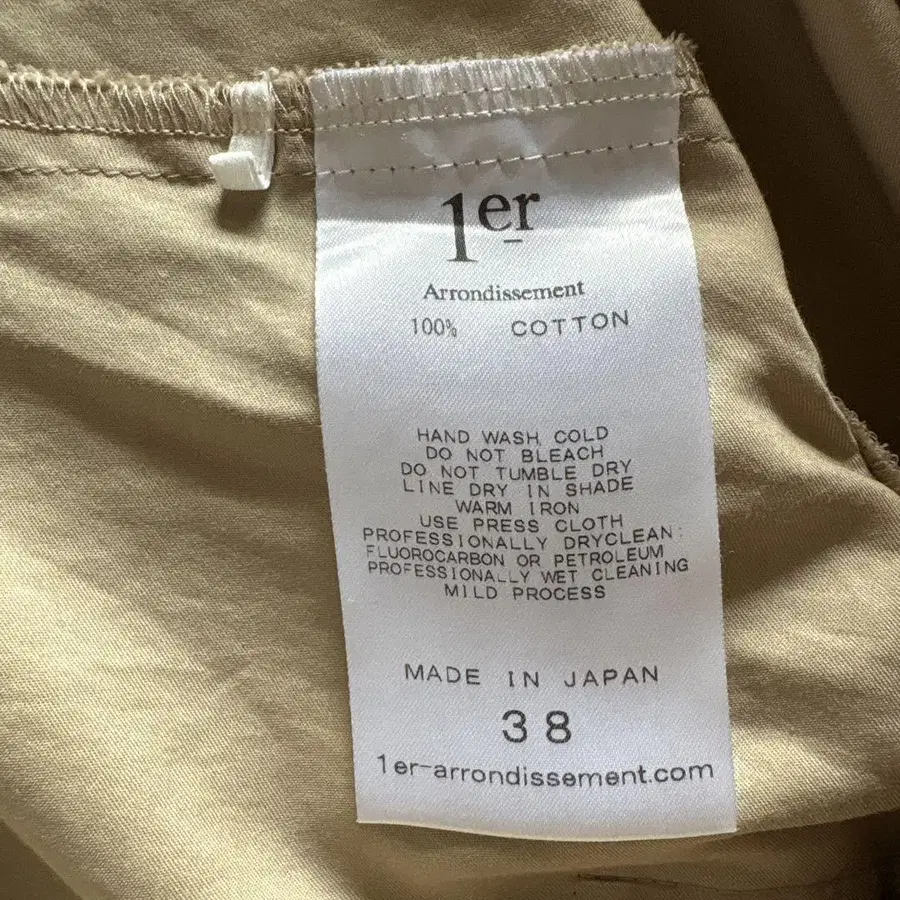 1er
Arrondissement
100% COTTON
HAND WASH COLD
DO NOT BLEACH
DO NOT TUMBLE DRY
LINE DRY IN SHADE
WARM IRON
USE PRESS CLOTH
PROFESSIONALLY DRYCLEAN:
FLUOROCARBON OR PETROLEUM
PROFESSIONALLY WET CLEANING
MILD PROCESS
MADE IN JAPAN
38
1er-arrondissement.com